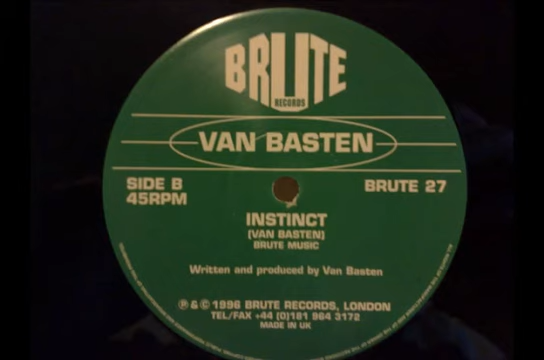 BRUTE
RECORDS
VAN BASTEN
SIDE B
45RPM
BRUTE 27
INSTINCT
(VAN BASTEN)
BRUTE MUSIC
Written and produced by Van Basten
℗ & © 1996 BRUTE RECORDS, LONDON
TEL/FAX +44 (0)181 964 3172
MADE IN UK